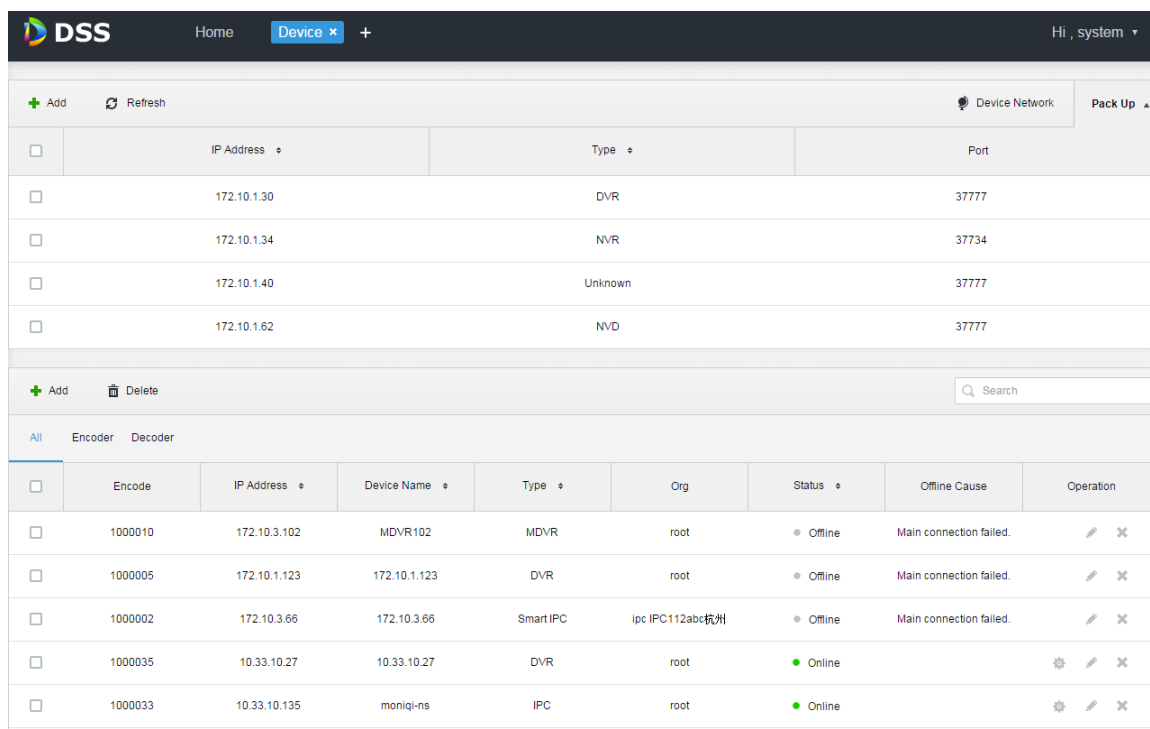 DSS Home Device × + Hi , system
Add Refresh Device Network Pack Up
IP Address Type Port
172.10.1.30 DVR 37777
172.10.1.34 NVR 37734
172.10.1.40 Unknown 37777
172.10.1.62 NVD 37777
Add Delete Search
All Encoder Decoder
Encode IP Address Device Name Type Org Status Offline Cause Operation
1000010 172.10.3.102 MDVR102 MDVR root Offline Main connection failed.
1000005 172.10.1.123 172.10.1.123 DVR root Offline Main connection failed.
1000002 172.10.3.66 172.10.3.66 Smart IPC ipc IPC112abc杭州 Offline Main connection failed.
1000035 10.33.10.27 10.33.10.27 DVR root Online
1000033 10.33.10.135 moniqi-ns IPC root Online